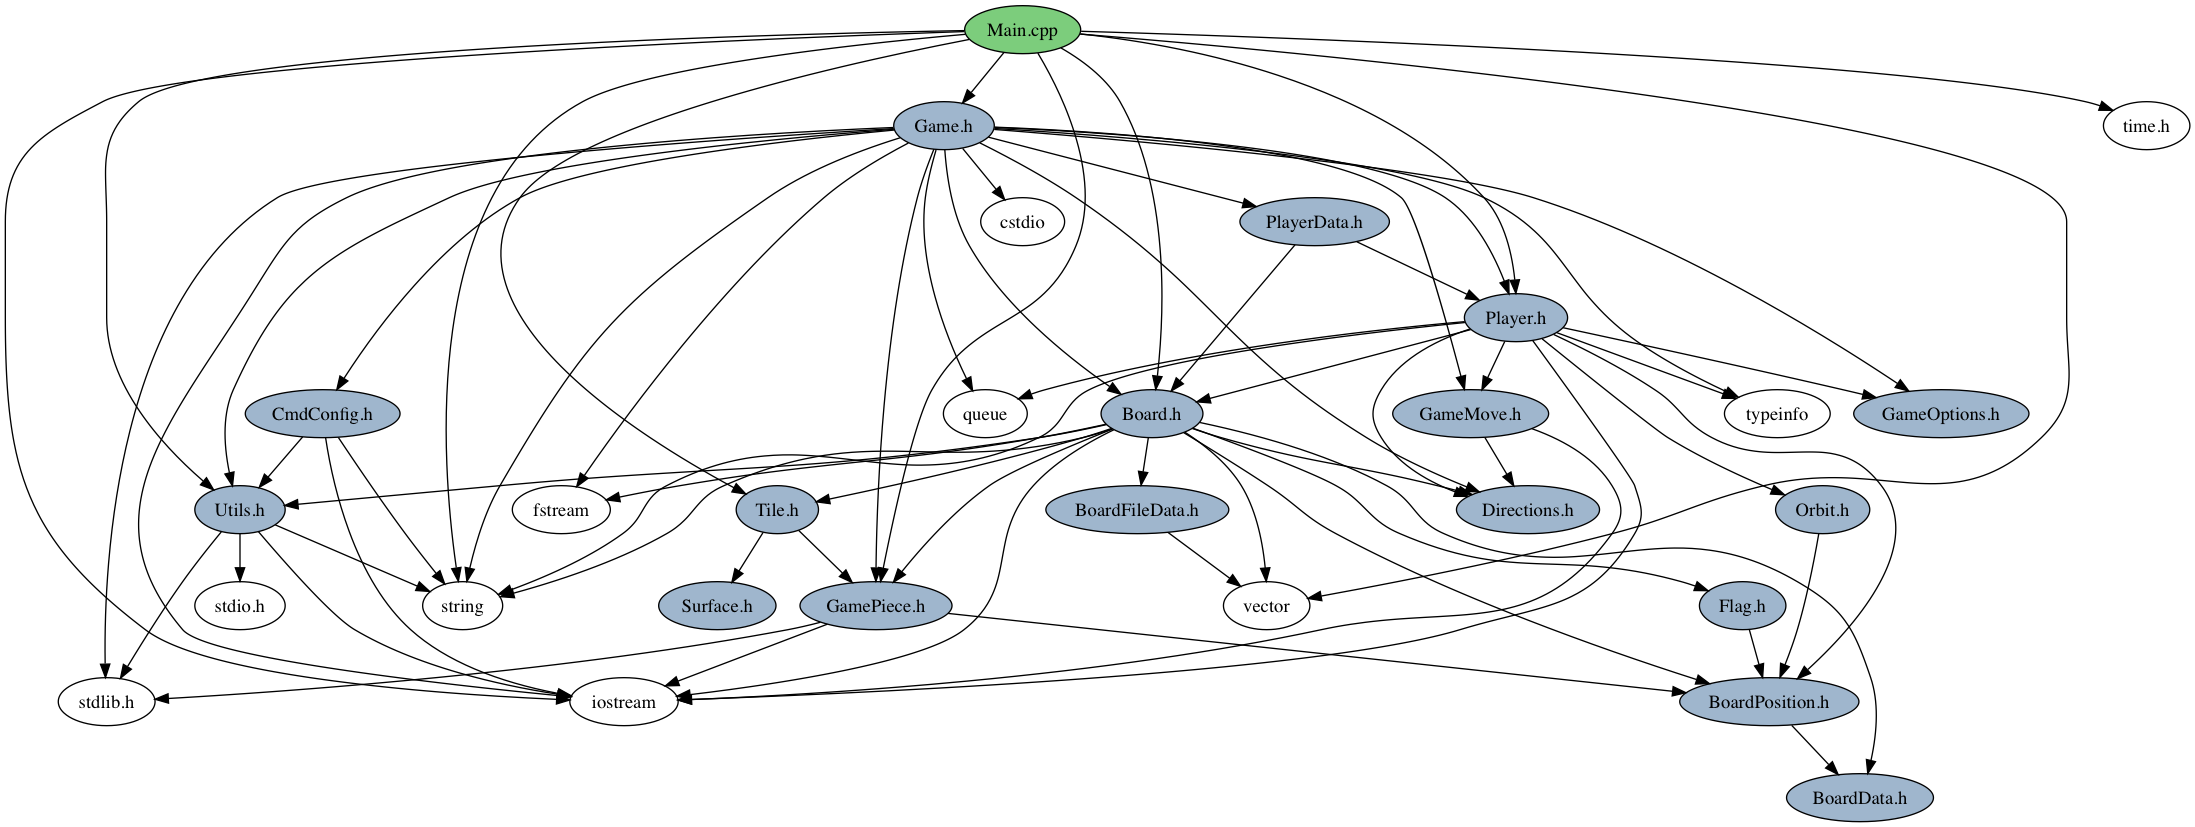 Main.cpp
Game.h
time.h
cstdio
PlayerData.h
Player.h
CmdConfig.h
queue
Board.h
GameMove.h
typeinfo
GameOptions.h
Utils.h
fstream
Tile.h
BoardFileData.h
Directions.h
Orbit.h
stdio.h
string
Surface.h
GamePiece.h
vector
Flag.h
stdlib.h
iostream
BoardPosition.h
BoardData.h